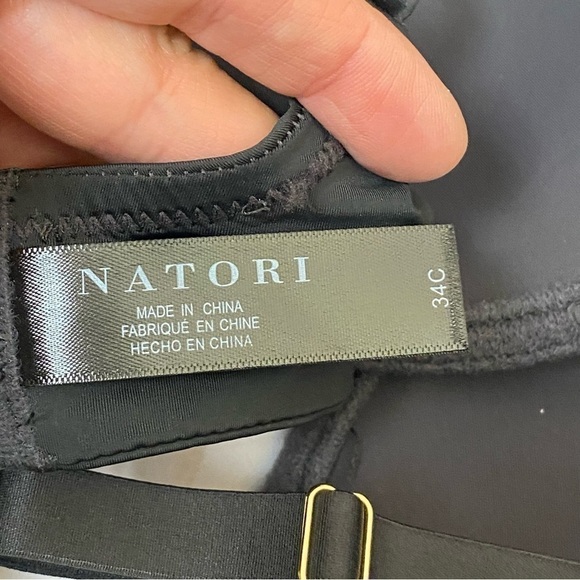 NATORI
MADE IN CHINA
FABRIQUÉ EN CHINE
HECHO EN CHINA
34C